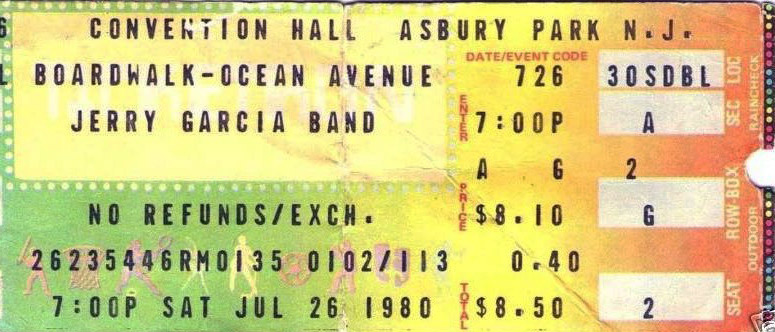 6 CONVENTION HALL ASBURY PARK N.J.
L BOARDWALK-OCEAN AVENUE
JERRY GARCIA BAND
NO REFUNDS/EXCH.
26235446RM0135 0102/113
7:00P SAT JUL 26 1980
DATE/EVENT CODE
726
ENTER
7:00P
A G 2
PRICE
$8.10
0.40
TOTAL
$8.50
30SDBL
A
G
2
LOC
SEC
ROW-BOX
SEAT
RAINCHECK
OUTDOOR